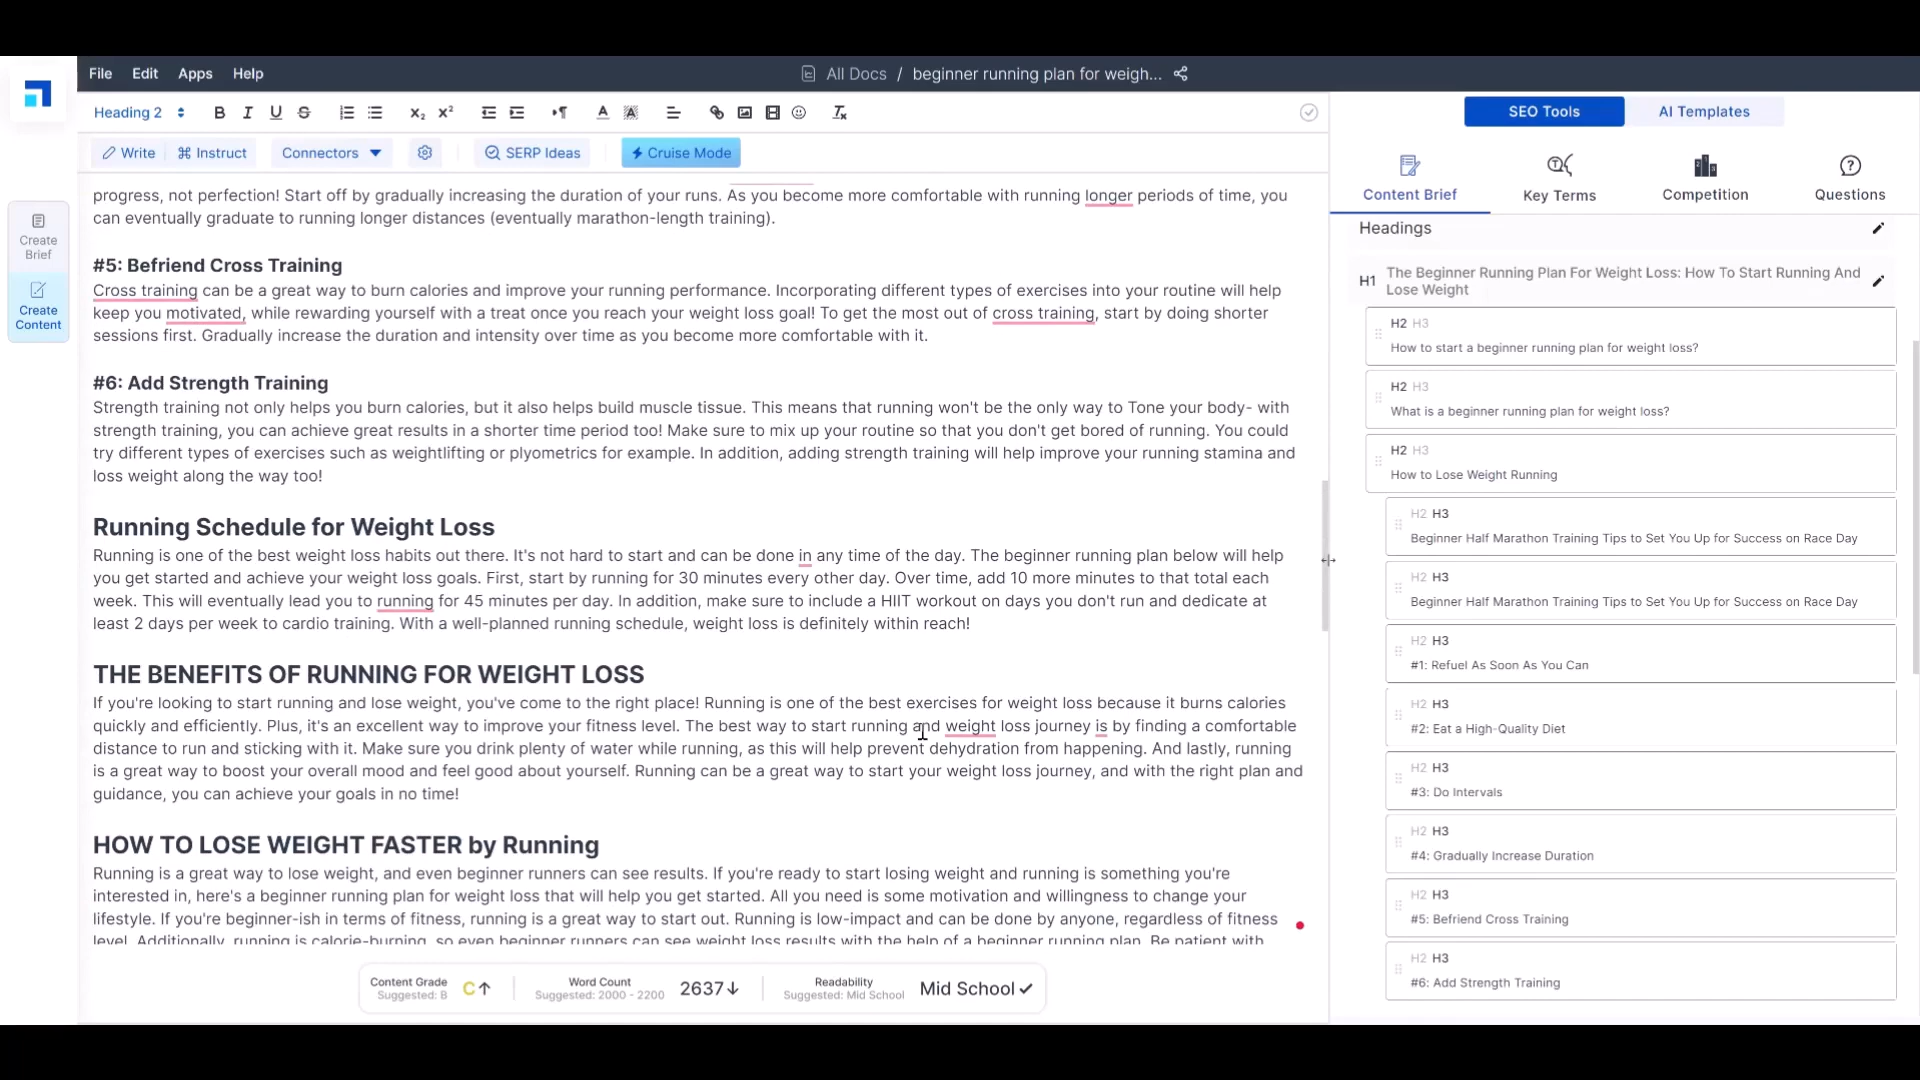 File Edit Apps Help
All Docs / beginner running plan for weigh...
Heading 2
Write Instruct Connectors SERP Ideas Cruise Mode
Create
Brief
Create
Content
progress, not perfection! Start off by gradually increasing the duration of your runs. As you become more comfortable with running longer periods of time, you
can eventually graduate to running longer distances (eventually marathon-length training).
#5: Befriend Cross Training
Cross training can be a great way to burn calories and improve your running performance. Incorporating different types of exercises into your routine will help
keep you motivated, while rewarding yourself with a treat once you reach your weight loss goal! To get the most out of cross training, start by doing shorter
sessions first. Gradually increase the duration and intensity over time as you become more comfortable with it.
#6: Add Strength Training
Strength training not only helps you burn calories, but it also helps build muscle tissue. This means that running won't be the only way to Tone your body- with
strength training, you can achieve great results in a shorter time period too! Make sure to mix up your routine so that you don't get bored of running. You could
try different types of exercises such as weightlifting or plyometrics for example. In addition, adding strength training will help improve your running stamina and
loss weight along the way too!
Running Schedule for Weight Loss
Running is one of the best weight loss habits out there. It's not hard to start and can be done in any time of the day. The beginner running plan below will help
you get started and achieve your weight loss goals. First, start by running for 30 minutes every other day. Over time, add 10 more minutes to that total each
week. This will eventually lead you to running for 45 minutes per day. In addition, make sure to include a HIIT workout on days you don't run and dedicate at
least 2 days per week to cardio training. With a well-planned running schedule, weight loss is definitely within reach!
THE BENEFITS OF RUNNING FOR WEIGHT LOSS
If you're looking to start running and lose weight, you've come to the right place! Running is one of the best exercises for weight loss because it burns calories
quickly and efficiently. Plus, it's an excellent way to improve your fitness level. The best way to start running and weight loss journey is by finding a comfortable
distance to run and sticking with it. Make sure you drink plenty of water while running, as this will help prevent dehydration from happening. And lastly, running
is a great way to boost your overall mood and feel good about yourself. Running can be a great way to start your weight loss journey, and with the right plan and
guidance, you can achieve your goals in no time!
HOW TO LOSE WEIGHT FASTER by Running
Running is a great way to lose weight, and even beginner runners can see results. If you're ready to start losing weight and running is something you're
interested in, here's a beginner running plan for weight loss that will help you get started. All you need is some motivation and willingness to change your
lifestyle. If you're beginner-ish in terms of fitness, running is a great way to start out. Running is low-impact and can be done by anyone, regardless of fitness
level. Additionally, running is calorie-burning, so even beginner runners can see weight loss results with the help of a beginner running plan. Be patient with
Content Grade
Suggested: B
C↑
Word Count
Suggested: 2000 - 2200
2637↓
Readability
Suggested: Mid School
Mid School
SEO Tools AI Templates
Content Brief Key Terms Competition Questions
Headings
H1 The Beginner Running Plan For Weight Loss: How To Start Running And
Lose Weight
H2 H3
How to start a beginner running plan for weight loss?
H2 H3
What is a beginner running plan for weight loss?
H2 H3
How to Lose Weight Running
H2 H3
Beginner Half Marathon Training Tips to Set You Up for Success on Race Day
H2 H3
Beginner Half Marathon Training Tips to Set You Up for Success on Race Day
H2 H3
#1: Refuel As Soon As You Can
H2 H3
#2: Eat a High-Quality Diet
H2 H3
#3: Do Intervals
H2 H3
#4: Gradually Increase Duration
H2 H3
#5: Befriend Cross Training
H2 H3
#6: Add Strength Training